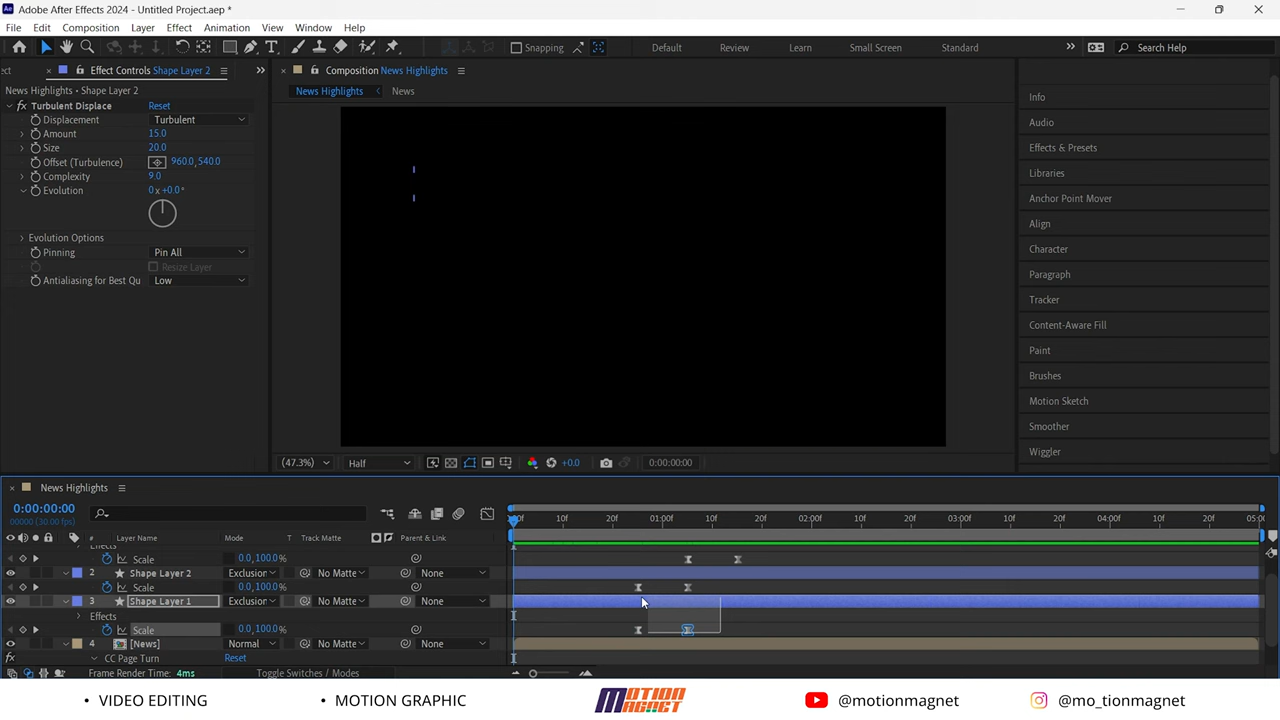 Adobe After Effects 2024 - Untitled Project.aep *
File Edit Composition Layer Effect Animation View Window Help
Snapping Default Review Learn Small Screen Standard Search Help
Effect Controls Shape Layer 2
Composition News Highlights
News Highlights • Shape Layer 2
News Highlights News
fx Turbulent Displace Reset
Displacement Turbulent
Amount 15.0
Size 20.0
Offset (Turbulence) 960.0, 540.0
Complexity 9.0
Evolution 0 x +0.0°
Evolution Options
Pinning Pin All
Resize Layer
Antialiasing for Best Qu Low
Info
Audio
Effects & Presets
Libraries
Anchor Point Mover
Align
Character
Paragraph
Tracker
Content-Aware Fill
Paint
Brushes
Motion Sketch
Smoother
Wiggler
(47.3%) Half +0.0 0:00:00:00
News Highlights
0:00:00:00
00000 (30.00 fps)
10f 20f 01:00f 10f 20f 02:00f 10f 20f 03:00f 10f 20f 04:00f 10f 20f 05:00
# Layer Name Mode T Track Matte Parent & Link
Effects
Scale 0.0, 100.0%
2 Shape Layer 2 Exclusion No Matte None
Scale 0.0, 100.0%
3 Shape Layer 1 Exclusion No Matte None
Effects
Scale 0.0, 100.0%
4 [News] Normal No Matte None
fx CC Page Turn Reset
Frame Render Time: 4ms Toggle Switches / Modes
• VIDEO EDITING • MOTION GRAPHIC MOTION MAGNET @motionmagnet @mo_tionmagnet